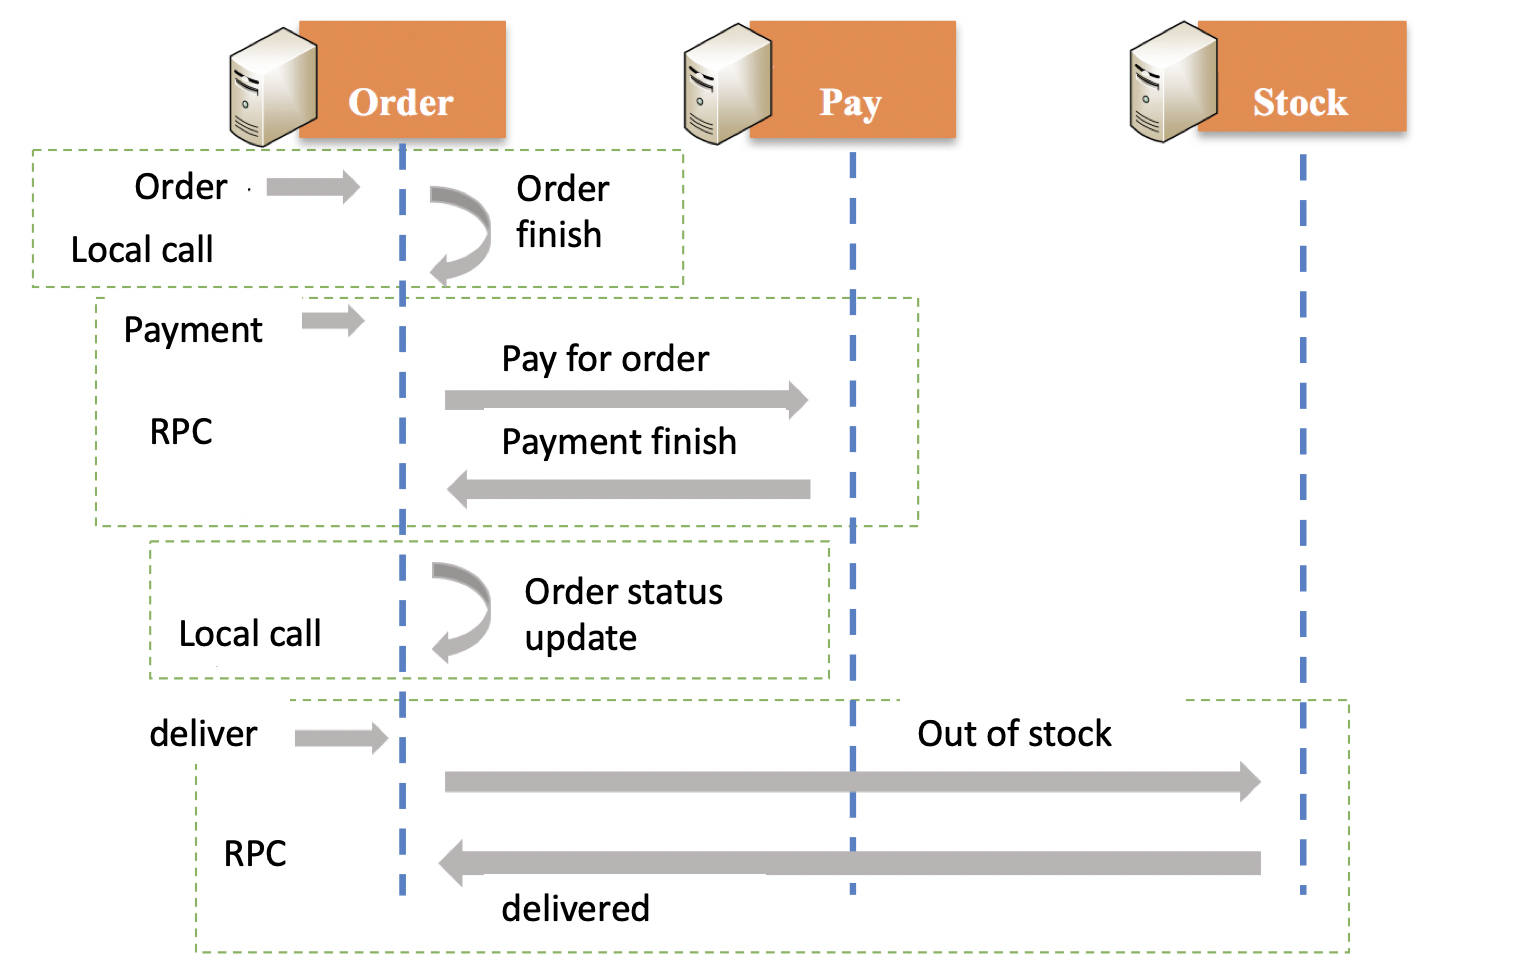 Order
Pay
Stock
Order
Order
finish
Local call
Payment
Pay for order
RPC
Payment finish
Order status
update
Local call
deliver
Out of stock
RPC
delivered